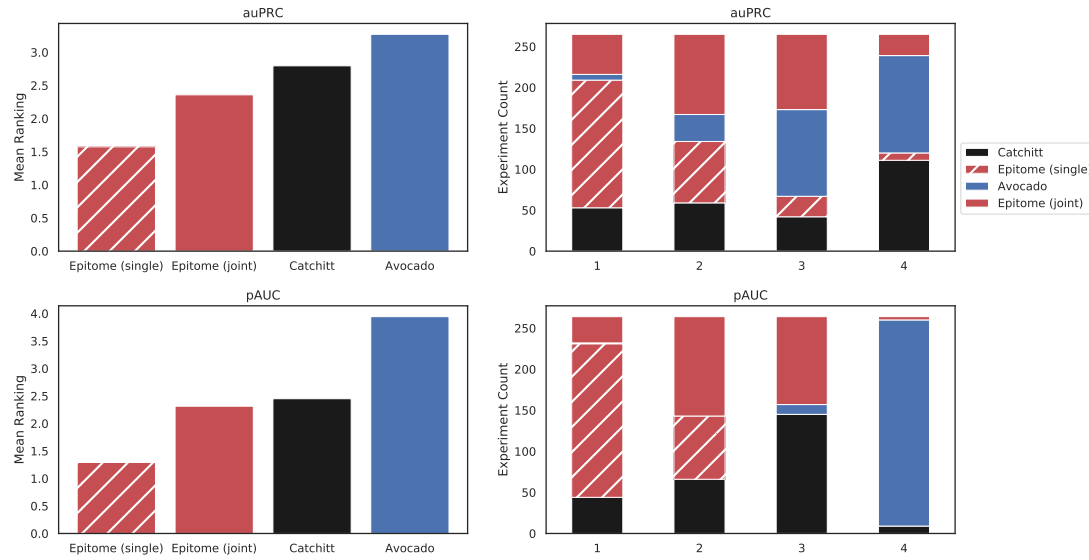 auPRC
Mean Ranking
3.0
2.5
2.0
1.5
1.0
0.5
0.0
Epitome (single) Epitome (joint) Catchitt Avocado
auPRC
Experiment Count
250
200
150
100
50
0
1 2 3 4
Catchitt
Epitome (single
Avocado
Epitome (joint)
pAUC
Mean Ranking
4.0
3.5
3.0
2.5
2.0
1.5
1.0
0.5
0.0
Epitome (single) Epitome (joint) Catchitt Avocado
pAUC
Experiment Count
250
200
150
100
50
0
1 2 3 4